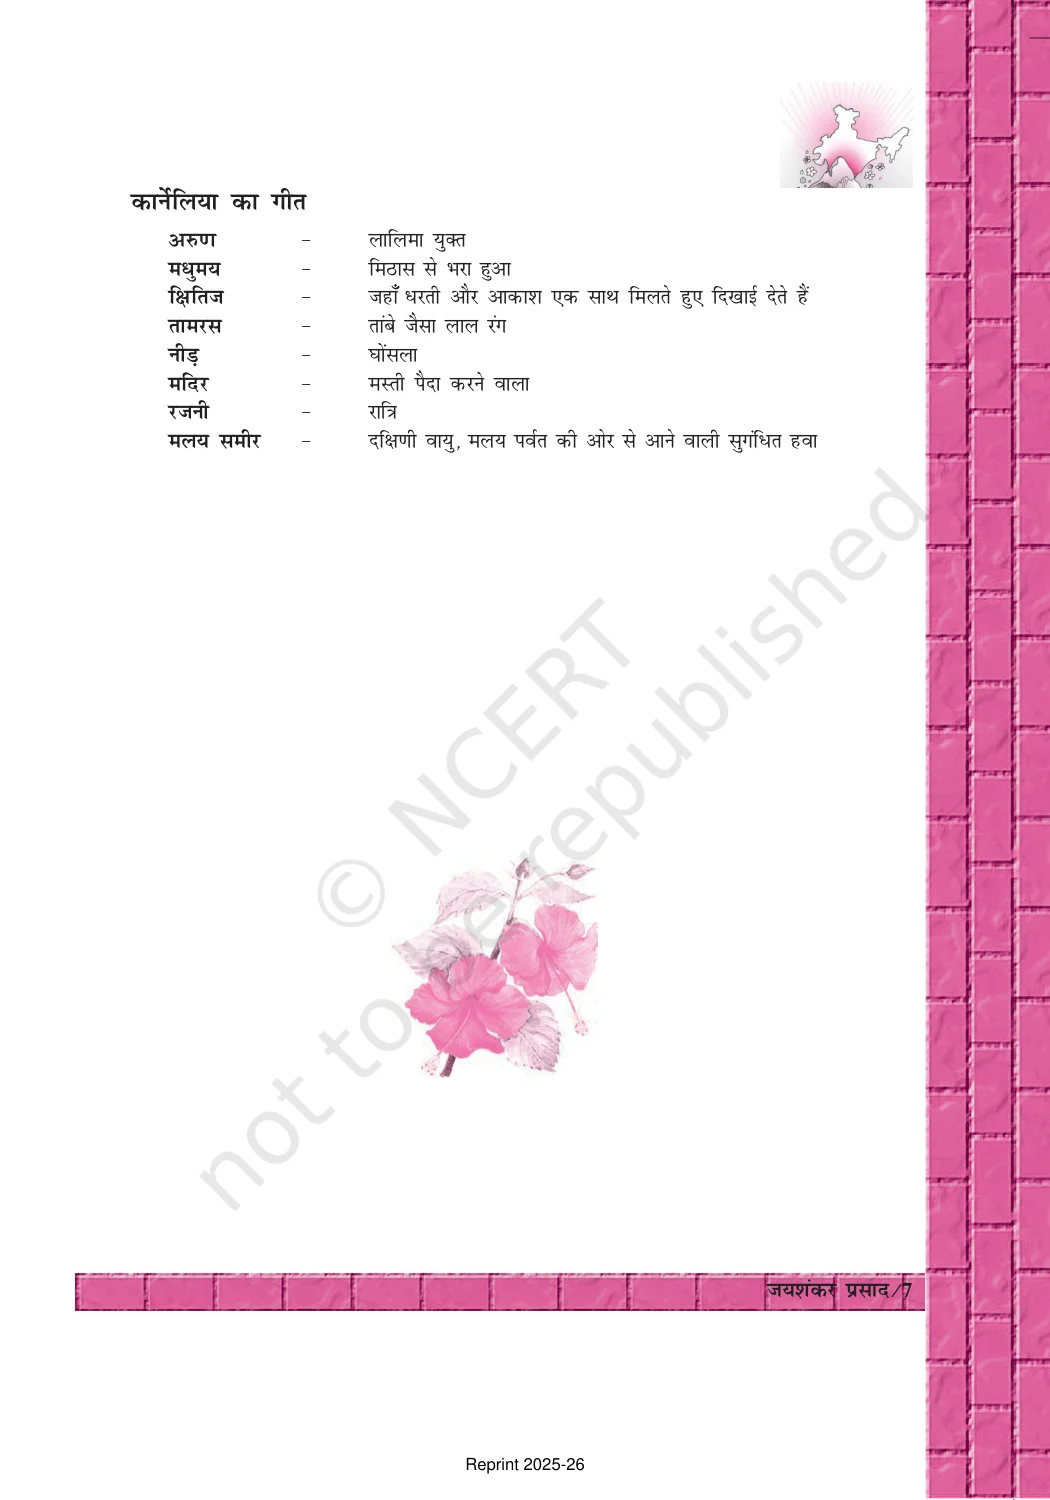 कार्नेलिया का गीत
अरुण – लालिमा युक्त
मधुमय – मिठास से भरा हुआ
क्षितिज – जहाँ धरती और आकाश एक साथ मिलते हुए दिखाई देते हैं
तामरस – तांबे जैसा लाल रंग
नीड़ – घोंसला
मदिर – मस्ती पैदा करने वाला
रजनी – रात्रि
मलय समीर – दक्षिणी वायु, मलय पर्वत की ओर से आने वाली सुगंधित हवा
© NCERT
not to be republished
जयशंकर प्रसाद/7
Reprint 2025-26